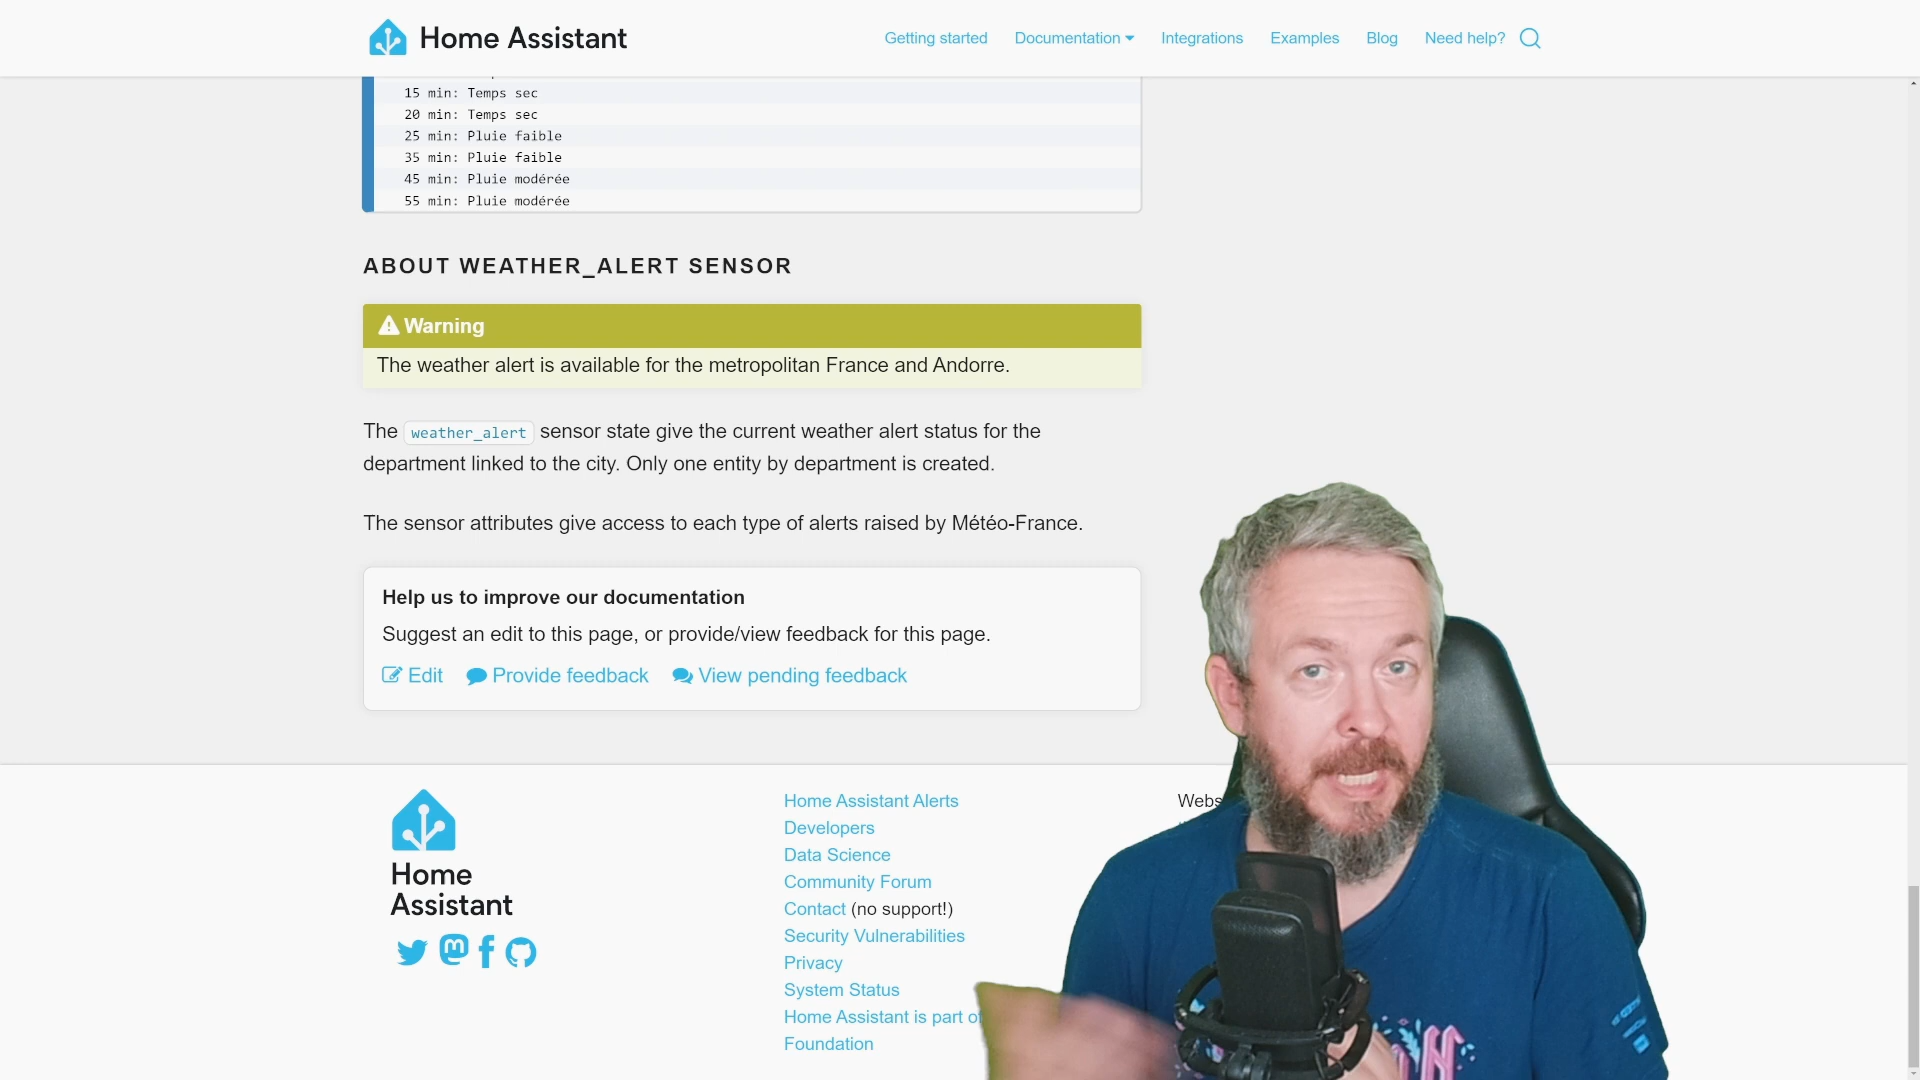 Home Assistant
Getting started
Documentation
Integrations
Examples
Blog
Need help?
15 min: Temps sec
20 min: Temps sec
25 min: Pluie faible
35 min: Pluie faible
45 min: Pluie modérée
55 min: Pluie modérée
ABOUT WEATHER_ALERT SENSOR
Warning
The weather alert is available for the metropolitan France and Andorre.
The weather_alert sensor state give the current weather alert status for the
department linked to the city. Only one entity by department is created.
The sensor attributes give access to each type of alerts raised by Météo-France.
Help us to improve our documentation
Suggest an edit to this page, or provide/view feedback for this page.
Edit
Provide feedback
View pending feedback
Home
Assistant
Home Assistant Alerts
Developers
Data Science
Community Forum
Contact (no support!)
Security Vulnerabilities
Privacy
System Status
Home Assistant is part of
Foundation